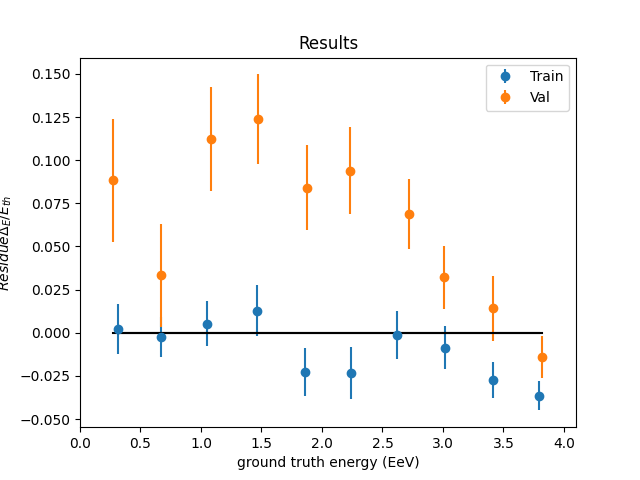 Results
Train
Val
0.150
0.125
0.100
0.075
0.050
0.025
0.000
−0.025
−0.050
ResidueΔ_E/E_th
0.0 0.5 1.0 1.5 2.0 2.5 3.0 3.5 4.0
ground truth energy (EeV)